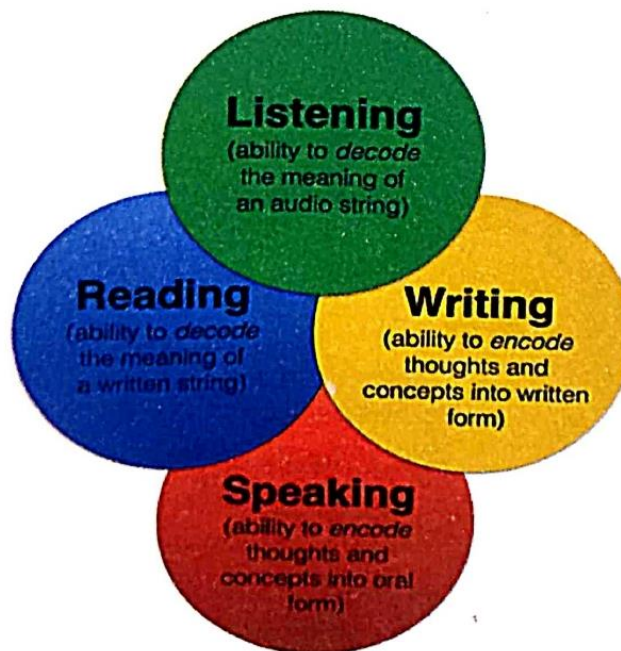 Listening
(ability to decode
the meaning of
an audio string)
Reading
(ability to decode
the meaning of
a written string)
Writing
(ability to encode
thoughts and
concepts into written
form)
Speaking
(ability to encode
thoughts and
concepts into oral
form)